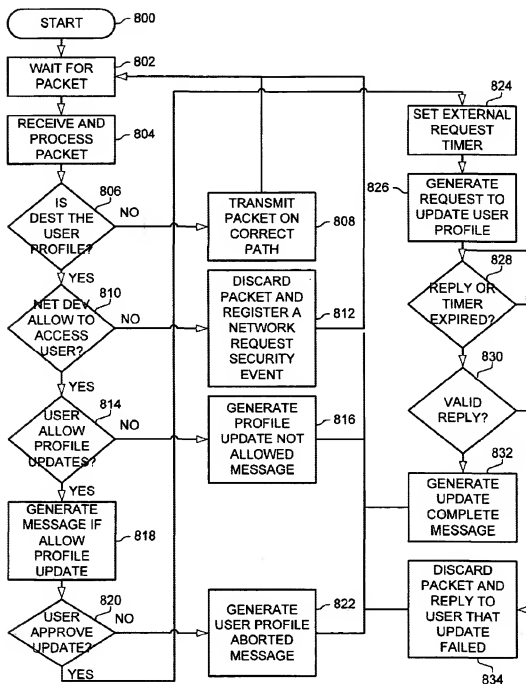 START
800
WAIT FOR
PACKET
802
RECEIVE AND
PROCESS
PACKET
804
IS
DEST THE
USER
PROFILE?
806
NO
YES
TRANSMIT
PACKET ON
CORRECT
PATH
808
NET DEV
ALLOW TO
ACCESS
USER?
810
NO
YES
DISCARD
PACKET AND
REGISTER A
NETWORK
REQUEST
SECURITY
EVENT
812
USER
ALLOW
PROFILE
UPDATES?
814
NO
YES
GENERATE
PROFILE
UPDATE NOT
ALLOWED
MESSAGE
816
GENERATE
MESSAGE IF
ALLOW
PROFILE
UPDATE
818
USER
APPROVE
UPDATE?
820
NO
YES
GENERATE
USER PROFILE
ABORTED
MESSAGE
822
824
SET EXTERNAL
REQUEST
TIMER
826
GENERATE
REQUEST TO
UPDATE USER
PROFILE
828
REPLY OR
TIMER
EXPIRED?
830
VALID
REPLY?
832
GENERATE
UPDATE
COMPLETE
MESSAGE
DISCARD
PACKET AND
REPLY TO
USER THAT
UPDATE
FAILED
834